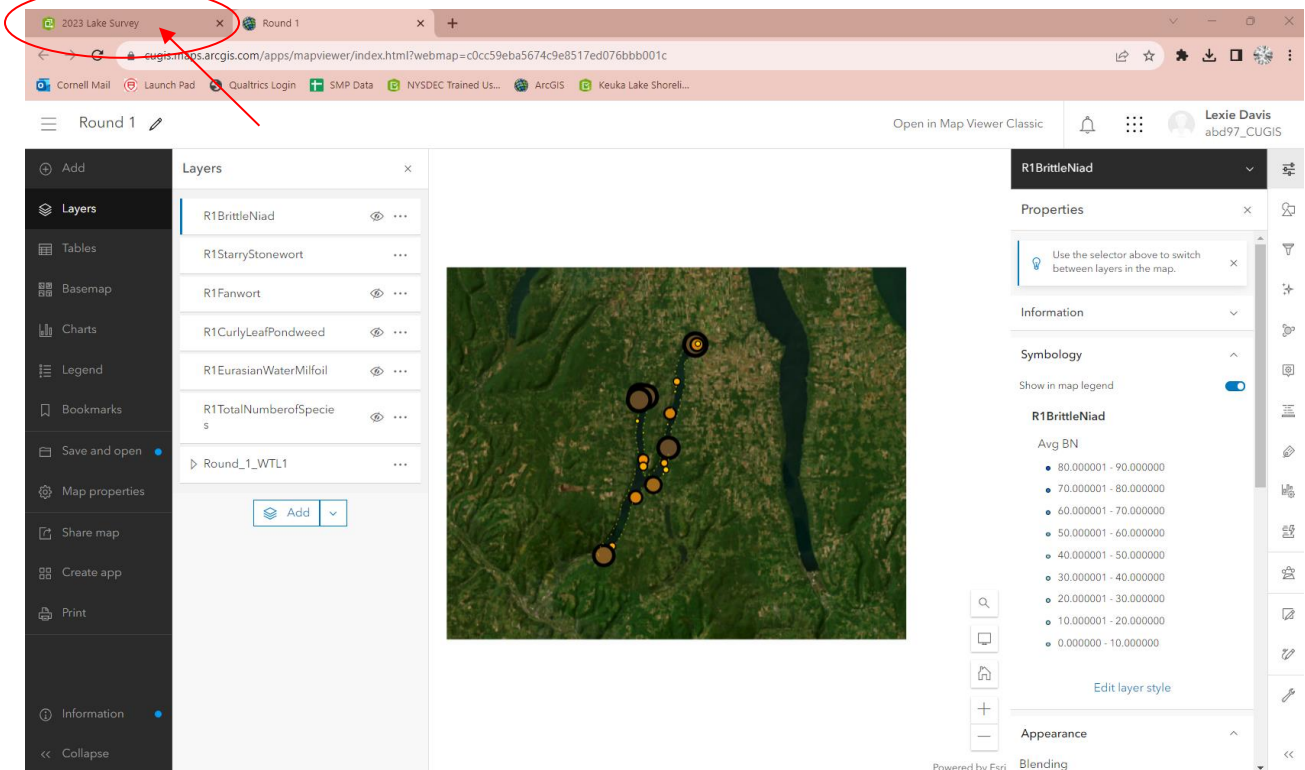 2023 Lake Survey
Round 1
cugis.maps.arcgis.com/apps/mapviewer/index.html?webmap=c0cc59eba5674c9e8517ed076bbb001c
Cornell Mail Launch Pad Qualtrics Login SMP Data NYSDEC Trained Us... ArcGIS Keuka Lake Shoreli...
Round 1
Open in Map Viewer Classic
Lexie Davis
abd97_CUGIS
Add
Layers
Tables
Basemap
Charts
Legend
Bookmarks
Save and open
Map properties
Share map
Create app
Print
Information
Collapse
Layers
R1BrittleNiad
R1StarryStonewort
R1Fanwort
R1CurlyLeafPondweed
R1EurasianWaterMilfoil
R1TotalNumberofSpecie
s
Round_1_WTL1
Add
Powered by Esri
R1BrittleNiad
Properties
Use the selector above to switch
between layers in the map.
Information
Symbology
Show in map legend
R1BrittleNiad
Avg BN
80.000001 - 90.000000
70.000001 - 80.000000
60.000001 - 70.000000
50.000001 - 60.000000
40.000001 - 50.000000
30.000001 - 40.000000
20.000001 - 30.000000
10.000001 - 20.000000
0.000000 - 10.000000
Edit layer style
Appearance
Blending